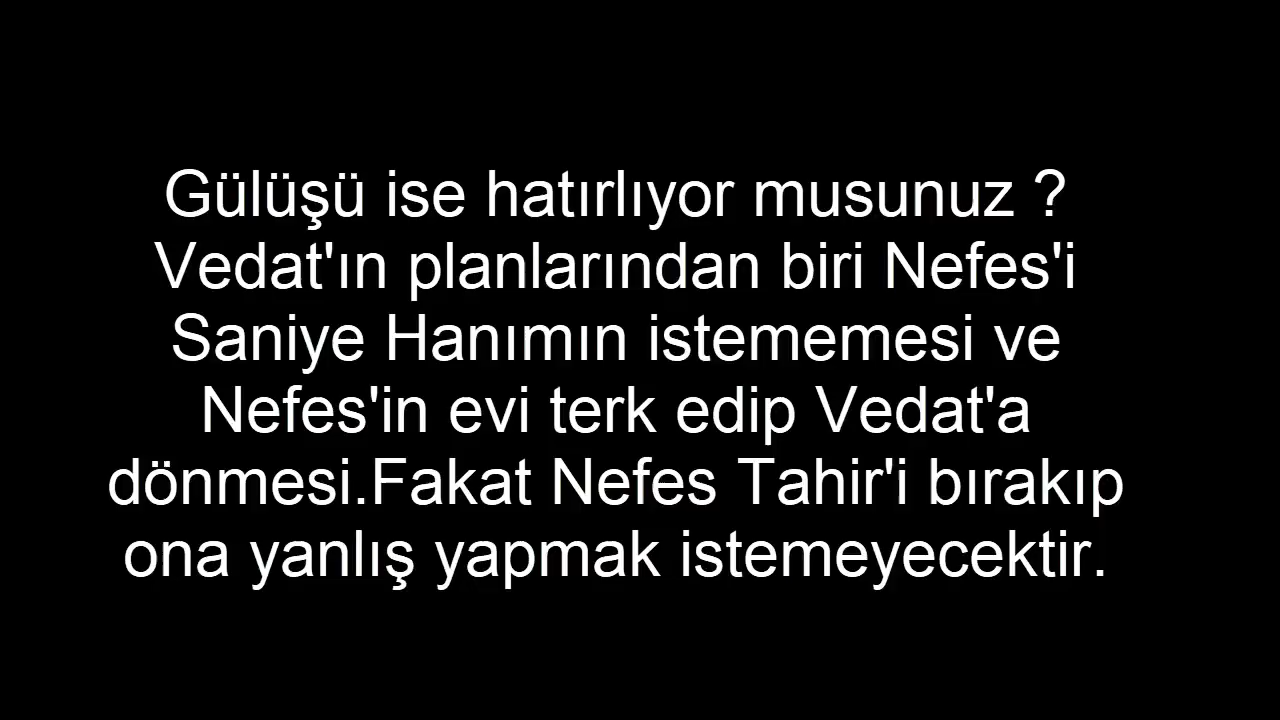 Gülüşü ise hatırlıyor musunuz ?
Vedat'ın planlarından biri Nefes'i
Saniye Hanımın istememesi ve
Nefes'in evi terk edip Vedat'a
dönmesi.Fakat Nefes Tahir'i bırakıp
ona yanlış yapmak istemeyecektir.